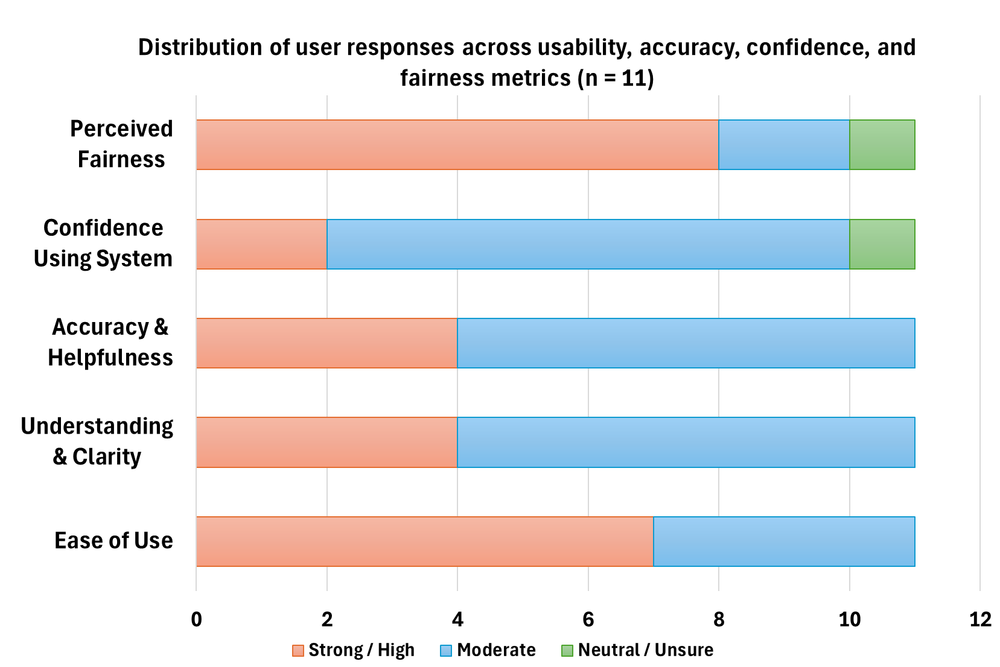 Distribution of user responses across usability, accuracy, confidence, and
fairness metrics (n = 11)
Perceived
Fairness
Confidence
Using System
Accuracy &
Helpfulness
Understanding
& Clarity
Ease of Use
0 2 4 6 8 10 12
Strong / High Moderate Neutral / Unsure